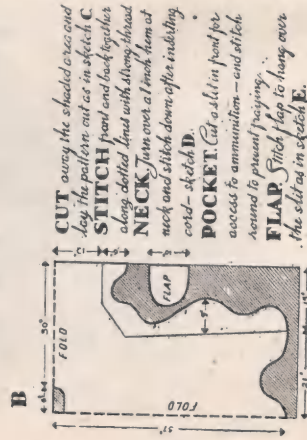 B
6"
30"
FOLD
13"
FLAP
FOLD
51"
CUT away the shaded area and
lay the pattern out as in sketch C.
STITCH front and back together
along dotted lines with strong thread
NECK. Turn over a 1 inch hem at
neck and stitch down after inserting
cord – sketch D.
POCKET. Cut a slit in front for
access to ammunition – and stitch
round to prevent fraying.
FLAP. Stitch flap to hang over
the slit as in sketch E.